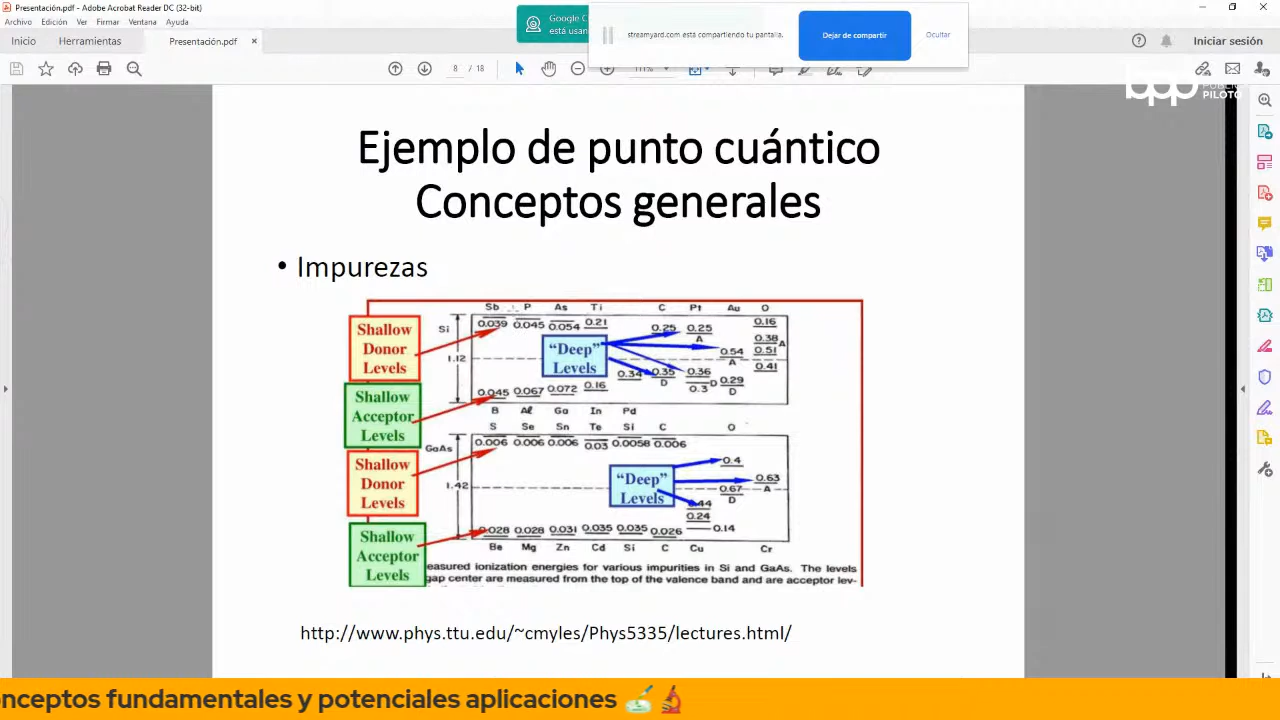 Presentación.pdf - Adobe Acrobat Reader DC (32-bit)
Archivo Edición Ver Firmar Ventana Ayuda
Inicio Herramientas Presentación.pdf
Iniciar sesión
8 / 18
Google C
está usan
streamyard.com está compartiendo tu pantalla.
Dejar de compartir
Ocultar
bpp
PILOTO
Ejemplo de punto cuántico
Conceptos generales
• Impurezas
Sb P As Ti C Pt Au O
Si
0.039 0.045 0.054 0.21 0.25 0.25 0.16
A
0.38
A
0.54 0.51
A
1.12
0.41
0.34 0.35 0.36 0.29
D D D
0.3
0.045 0.067 0.072 0.16
B Al Ga In Pd
Shallow
Donor
Levels
"Deep"
Levels
Shallow
Acceptor
Levels
S Se Sn Te Si C O
GaAs
0.006 0.006 0.006 0.03 0.0058 0.006
0.4
0.63
A
1.42
0.67
D
0.24
0.14
0.028 0.028 0.031 0.035 0.035 0.026
Be Mg Zn Cd Si C Cu Cr
Shallow
Donor
Levels
"Deep"
Levels
Shallow
Acceptor
Levels
easured ionization energies for various impurities in Si and GaAs. The levels
gap center are measured from the top of the valence band and are acceptor lev-
http://www.phys.ttu.edu/~cmyles/Phys5335/lectures.html/
onceptos fundamentales y potenciales aplicaciones